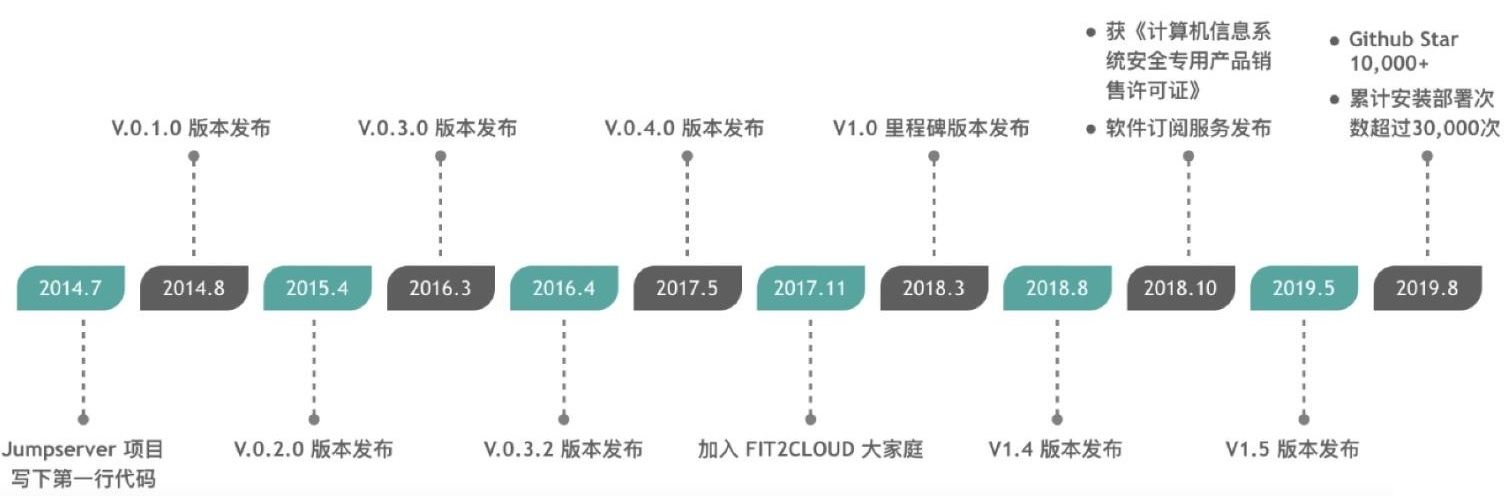 ● 获《计算机信息系
统安全专用产品销
售许可证》
● 软件订阅服务发布
● Github Star
10,000+
● 累计安装部署次
数超过30,000次
V.0.1.0 版本发布
V.0.3.0 版本发布
V.0.4.0 版本发布
V1.0 里程碑版本发布
2014.7
2014.8
2015.4
2016.3
2016.4
2017.5
2017.11
2018.3
2018.8
2018.10
2019.5
2019.8
Jumpserver 项目
写下第一行代码
V.0.2.0 版本发布
V.0.3.2 版本发布
加入 FIT2CLOUD 大家庭
V1.4 版本发布
V1.5 版本发布